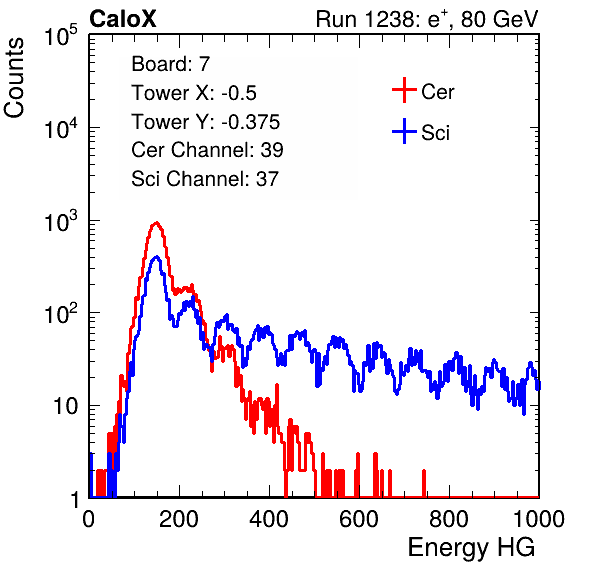 CaloX
Run 1238: e⁺, 80 GeV
Board: 7
Tower X: -0.5
Tower Y: -0.375
Cer Channel: 39
Sci Channel: 37
Cer
Sci
Counts
10⁵
10⁴
10³
10²
10
1
0 200 400 600 800 1000
Energy HG